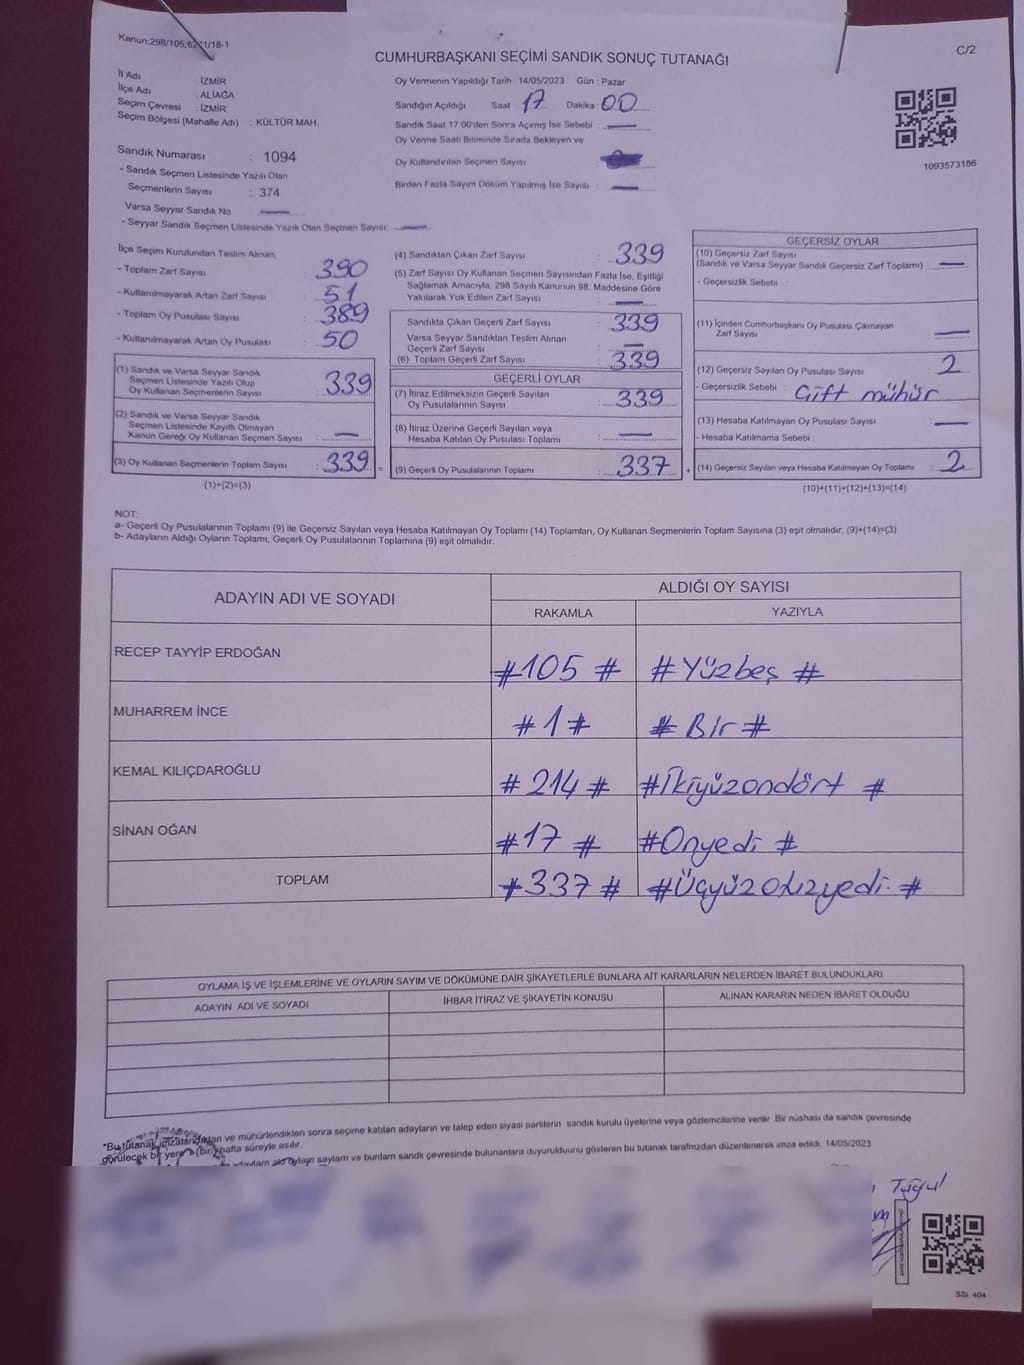 Kanun:298/105;62 1/18-1
C/2
CUMHURBAŞKANI SEÇİMİ SANDIK SONUÇ TUTANAĞI
İl Adı : İZMİR
İlçe Adı : ALİAĞA
Seçim Çevresi : İZMİR
Seçim Bölgesi (Mahalle Adı) : KÜLTÜR MAH.
Oy Vermenin Yapıldığı Tarih : 14/05/2023 Gün : Pazar
Sandığın Açıldığı Saat 17 Dakika : 00
Sandık Saat 17:00'den Sonra Açımış İse Sebebi :
Oy Verme Saati Bitiminde Sırada Bekleyen ve
Oy Kullandırılan Seçmen Sayısı
Birden Fazla Sayım Döküm Yapılmış İse Sayısı :
1093573186
Sandık Numarası : 1094
- Sandık Seçmen Listesinde Yazılı Olan
Seçmenlerin Sayısı : 374
Varsa Seyyar Sandık No
- Seyyar Sandık Seçmen Listesinde Yazılı Olan Seçmen Sayısı:
İlçe Seçim Kurulundan Teslim Alınan;
- Toplam Zarf Sayısı : 390
- Kullanılmayarak Artan Zarf Sayısı : 51
- Toplam Oy Pusulası Sayısı : 389
- Kullanılmayarak Artan Oy Pusulası : 50
(1) Sandık ve Varsa Seyyar Sandık
Seçmen Listesinde Yazılı Olup
Oy Kullanan Seçmenlerin Sayısı : 339
(2) Sandık ve Varsa Seyyar Sandık
Seçmen Listesinde Kayıtlı Olmayan
Kanun Gereği Oy Kullanan Seçmen Sayısı : —
(3) Oy Kullanan Seçmenlerin Toplam Sayısı : 339 =
(1)+(2)=(3)
(4) Sandıktan Çıkan Zarf Sayısı : 339
(5) Zarf Sayısı Oy Kullanan Seçmen Sayısından Fazla İse, Eşitliği
Sağlamak Amacıyla; 298 Sayılı Kanunun 98. Maddesine Göre
Yakılarak Yok Edilen Zarf Sayısı : —
Sandıkta Çıkan Geçerli Zarf Sayısı : 339
Varsa Seyyar Sandıktan Teslim Alınan
Geçerli Zarf Sayısı : —
(6) Toplam Geçerli Zarf Sayısı : 339
GEÇERLİ OYLAR
(7) İtiraz Edilmeksizin Geçerli Sayılan
Oy Pusulalarının Sayısı : 339
(8) İtiraz Üzerine Geçerli Sayılan veya
Hesaba Katılan Oy Pusulası Toplamı : —
(9) Geçerli Oy Pusulalarının Toplamı : 337 +
GEÇERSİZ OYLAR
(10) Geçersiz Zarf Sayısı
(Sandık ve Varsa Seyyar Sandık Geçersiz Zarf Toplamı) : —
- Geçersizlik Sebebi :
(11) İçinden Cumhurbaşkanı Oy Pusulası Çıkmayan
Zarf Sayısı : —
(12) Geçersiz Sayılan Oy Pusulası Sayısı : 2
- Geçersizlik Sebebi : Çift mühür
(13) Hesaba Katılmayan Oy Pusulası Sayısı : —
- Hesaba Katılmama Sebebi :
(14) Geçersiz Sayılan veya Hesaba Katılmayan Oy Toplamı : 2
(10)+(11)+(12)+(13)=(14)
NOT:
a- Geçerli Oy Pusulalarının Toplamı (9) ile Geçersiz Sayılan veya Hesaba Katılmayan Oy Toplamı (14) Toplamları, Oy Kullanan Seçmenlerin Toplam Sayısına (3) eşit olmalıdır. (9)+(14)=(3)
b- Adayların Aldığı Oyların Toplamı, Geçerli Oy Pusulalarının Toplamına (9) eşit olmalıdır.
ADAYIN ADI VE SOYADI
ALDIĞI OY SAYISI
RAKAMLA YAZIYLA
RECEP TAYYİP ERDOĞAN #105 # # Yüzbeş #
MUHARREM İNCE # 1 # # Bir #
KEMAL KILIÇDAROĞLU # 214 # #İkiyüzondört #
SİNAN OĞAN #17 # #Onyedi #
TOPLAM #337 # #Üçyüzotuzyedi #
OYLAMA İŞ VE İŞLEMLERİNE VE OYLARIN SAYIM VE DÖKÜMÜNE DAİR ŞİKAYETLERLE BUNLARA AİT KARARLARIN NELERDEN İBARET BULUNDUKLARI
ADAYIN ADI VE SOYADI İHBAR İTİRAZ VE ŞİKAYETİN KONUSU ALINAN KARARIN NEDEN İBARET OLDUĞU
*Bu tutanak imzalandıktan ve mühürlendikten sonra seçime katılan adayların ve talep eden siyasi partilerin sandık kurulu üyelerine veya gözlemcilerine verilir. Bir nüshası da sandık çevresinde
görülecek bir yere (bir) hafta süreyle asılır.
sayıları ve bunların sandık çevresinde bulunanlara duyurulduunu gösteren bu tutanak tarafmzdan düzenlenerek imza edildi. 14/05/2023
Tugul
SSI 404